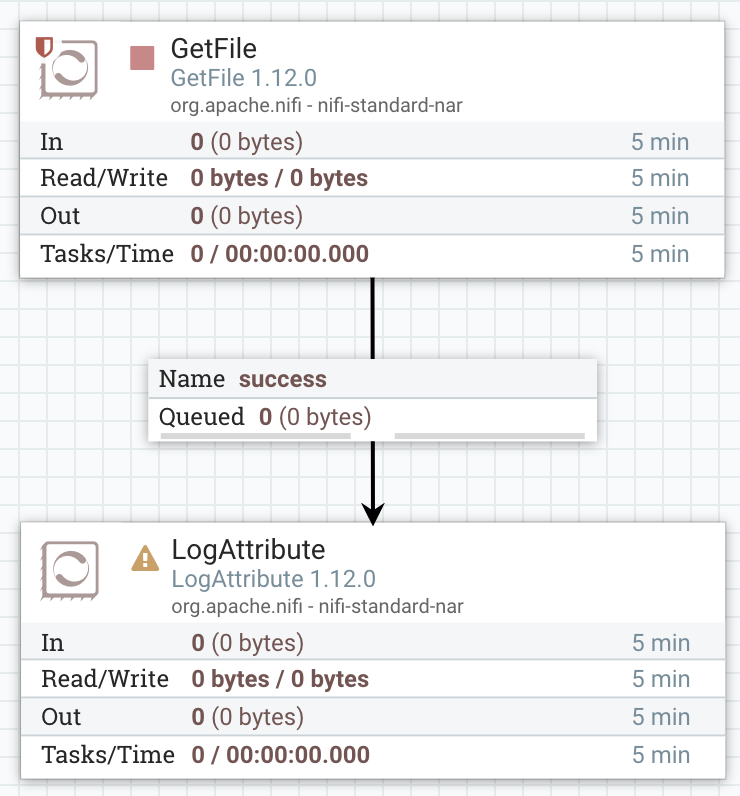 GetFile
GetFile 1.12.0
org.apache.nifi - nifi-standard-nar
In 0 (0 bytes) 5 min
Read/Write 0 bytes / 0 bytes 5 min
Out 0 (0 bytes) 5 min
Tasks/Time 0 / 00:00:00.000 5 min
Name success
Queued 0 (0 bytes)
LogAttribute
LogAttribute 1.12.0
org.apache.nifi - nifi-standard-nar
In 0 (0 bytes) 5 min
Read/Write 0 bytes / 0 bytes 5 min
Out 0 (0 bytes) 5 min
Tasks/Time 0 / 00:00:00.000 5 min